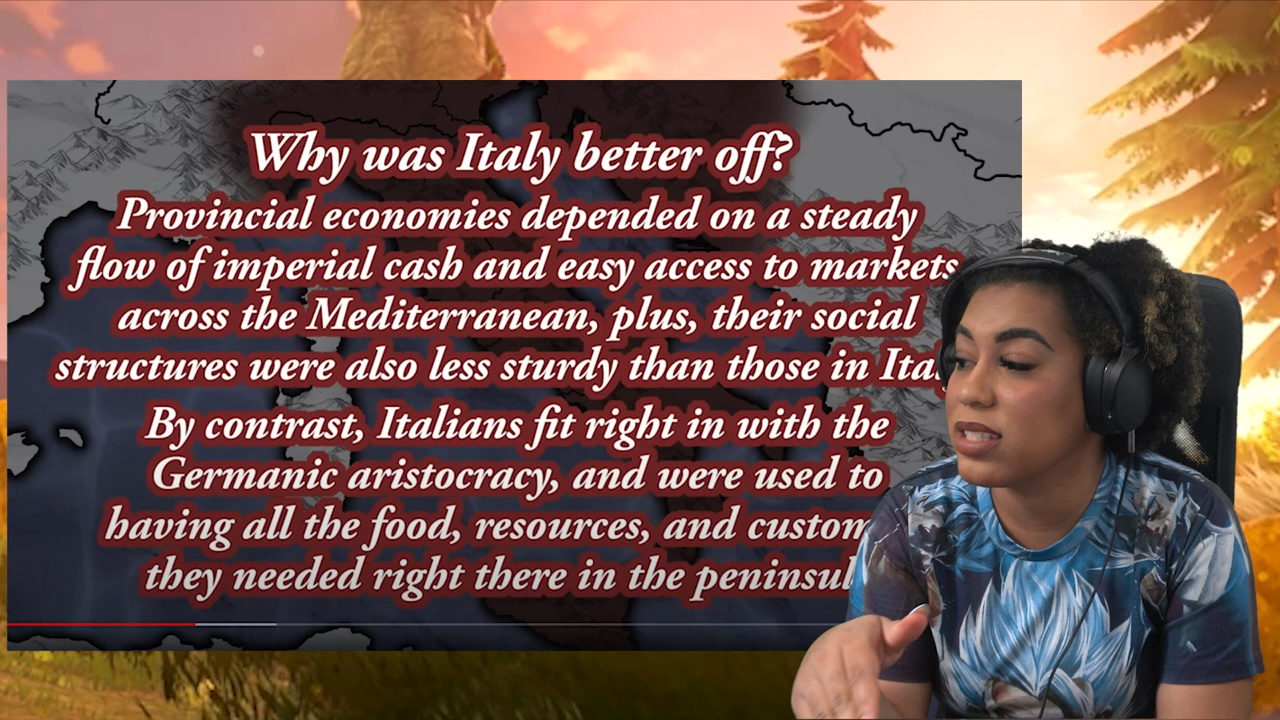 Why was Italy better off?
Provincial economies depended on a steady
flow of imperial cash and easy access to markets
across the Mediterranean, plus, their social
structures were also less sturdy than those in
By contrast, Italians fit right in with the
Germanic aristocracy, and were used to
having all the food, resources, and
they needed right there in the